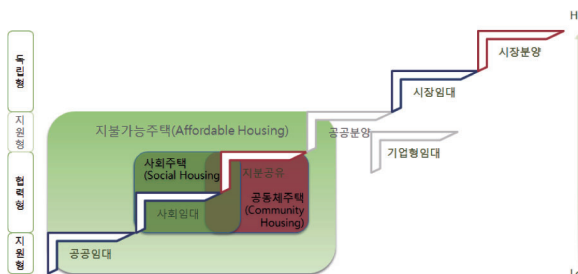 H
독립형
시장분양
시장임대
지원형
지불가능주택(Affordable Housing)
공공분양
기업형임대
협력형
사회주택
(Social Housing
지분공유
공동체주택
(Community
Housing)
사회임대
지원형
공공임대